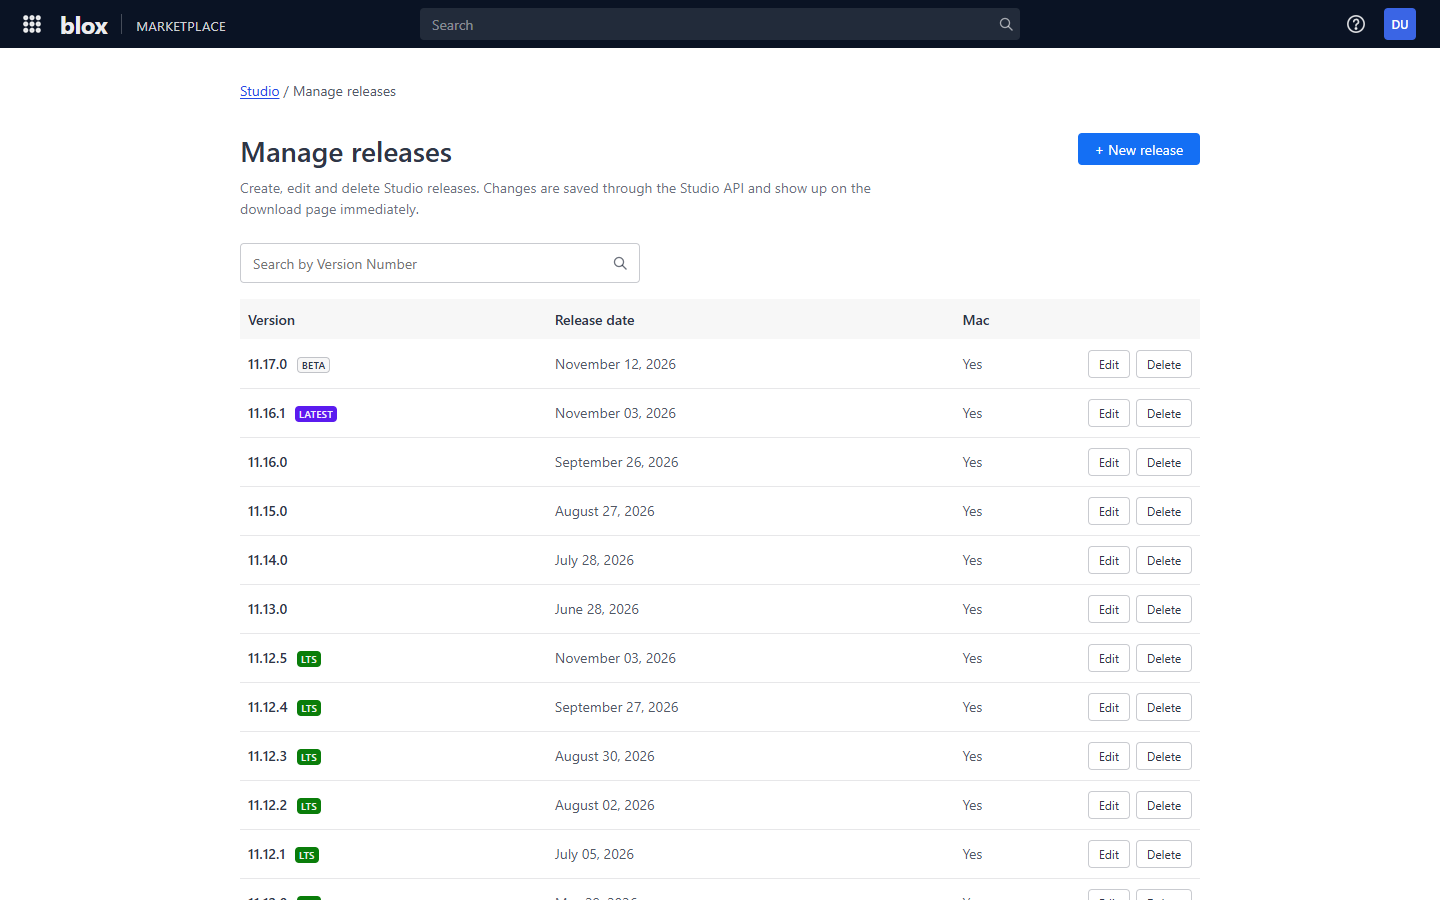 blox MARKETPLACE Search DU
Studio / Manage releases
Manage releases
+ New release
Create, edit and delete Studio releases. Changes are saved through the Studio API and show up on the
download page immediately.
Search by Version Number
Version Release date Mac
11.17.0 BETA November 12, 2026 Yes Edit Delete
11.16.1 LATEST November 03, 2026 Yes Edit Delete
11.16.0 September 26, 2026 Yes Edit Delete
11.15.0 August 27, 2026 Yes Edit Delete
11.14.0 July 28, 2026 Yes Edit Delete
11.13.0 June 28, 2026 Yes Edit Delete
11.12.5 LTS November 03, 2026 Yes Edit Delete
11.12.4 LTS September 27, 2026 Yes Edit Delete
11.12.3 LTS August 30, 2026 Yes Edit Delete
11.12.2 LTS August 02, 2026 Yes Edit Delete
11.12.1 LTS July 05, 2026 Yes Edit Delete